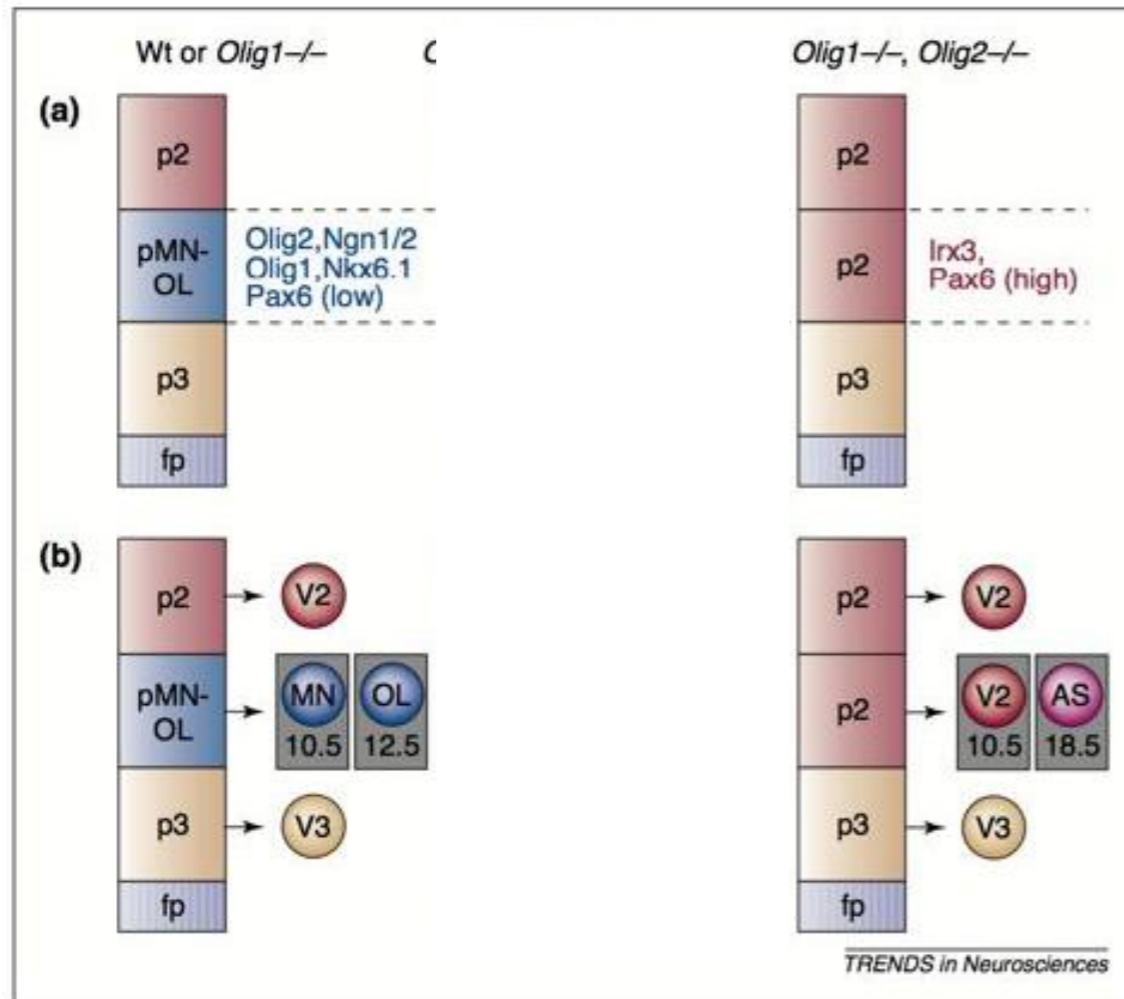 Wt or Olig1–/–
Olig1–/–, Olig2–/–
(a)
p2
pMN-
OL
p3
fp
Olig2,Ngn1/2
Olig1,Nkx6.1
Pax6 (low)
p2
p2
p3
fp
Irx3,
Pax6 (high)
(b)
p2
V2
pMN-
OL
MN
10.5
OL
12.5
p3
V3
fp
p2
V2
p2
V2
10.5
AS
18.5
p3
V3
fp
TRENDS in Neurosciences